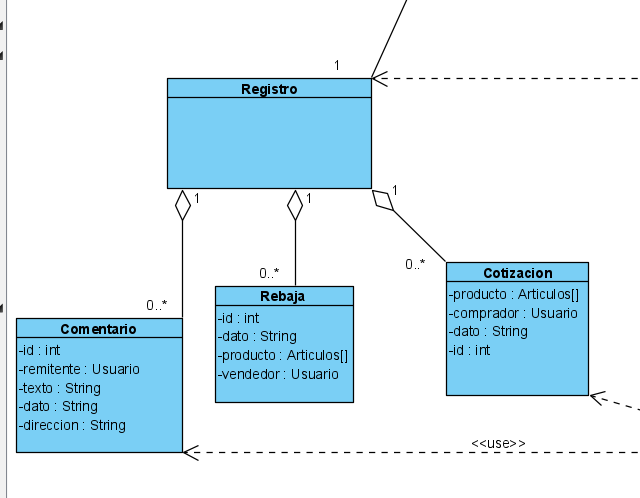 1
Registro
1
1
1
0..*
0..*
0..*
Cotizacion
-producto : Articulos[]
-comprador : Usuario
-dato : String
-id : int
Rebaja
-id : int
-dato : String
-producto : Articulos[]
-vendedor : Usuario
Comentario
-id : int
-remitente : Usuario
-texto : String
-dato : String
-direccion : String
<<use>>